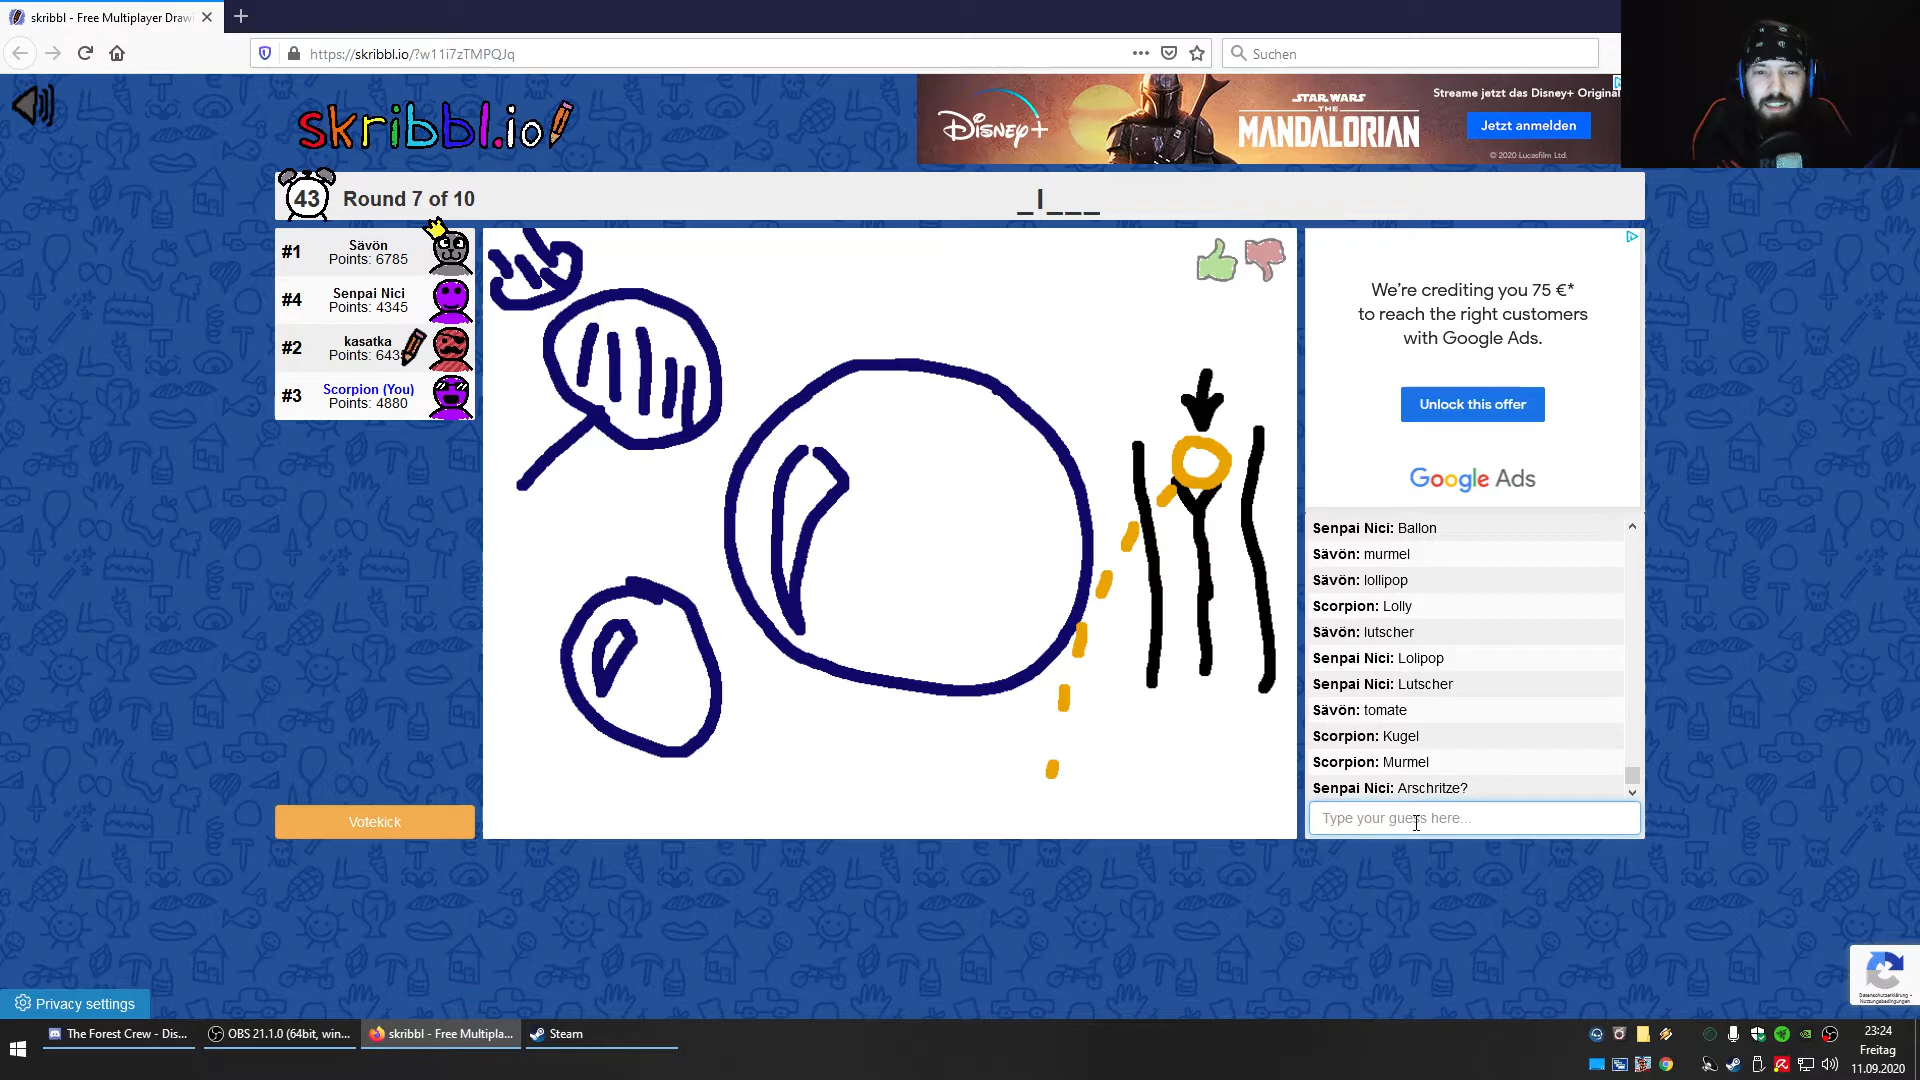 skribbl - Free Multiplayer Drawi
https://skribbl.io/?w11i7zTMPQJq
Suchen
skribbl.io
Disney+
STAR WARS
THE
MANDALORIAN
Streame jetzt das Disney+ Original
Jetzt anmelden
© 2020 Lucasfilm Ltd.
43
Round 7 of 10
_l___
#1
Sävön
Points: 6785
#4
Senpai Nici
Points: 4345
#2
kasatka
Points: 643
#3
Scorpion (You)
Points: 4880
Votekick
We're crediting you 75 €*
to reach the right customers
with Google Ads.
Unlock this offer
Google Ads
Senpai Nici: Ballon
Sävön: murmel
Sävön: lollipop
Scorpion: Lolly
Sävön: lutscher
Senpai Nici: Lolipop
Senpai Nici: Lutscher
Sävön: tomate
Scorpion: Kugel
Scorpion: Murmel
Senpai Nici: Arschritze?
Type your guess here...
Privacy settings
Datenschutzerklärung -
Nutzungsbedingungen
The Forest Crew - Dis...
OBS 21.1.0 (64bit, win...
skribbl - Free Multipla...
Steam
23:24
Freitag
11.09.2020